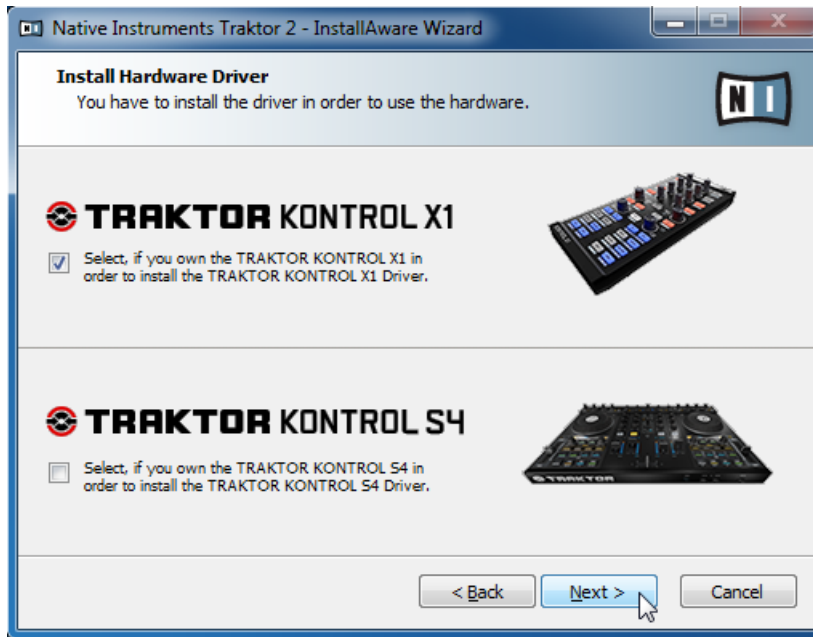 Native Instruments Traktor 2 - InstallAware Wizard
Install Hardware Driver
You have to install the driver in order to use the hardware.
NI
TRAKTOR KONTROL X1
Select, if you own the TRAKTOR KONTROL X1 in
order to install the TRAKTOR KONTROL X1 Driver.
TRAKTOR KONTROL S4
Select, if you own the TRAKTOR KONTROL S4 in
order to install the TRAKTOR KONTROL S4 Driver.
TRAKTOR
< Back
Next >
Cancel